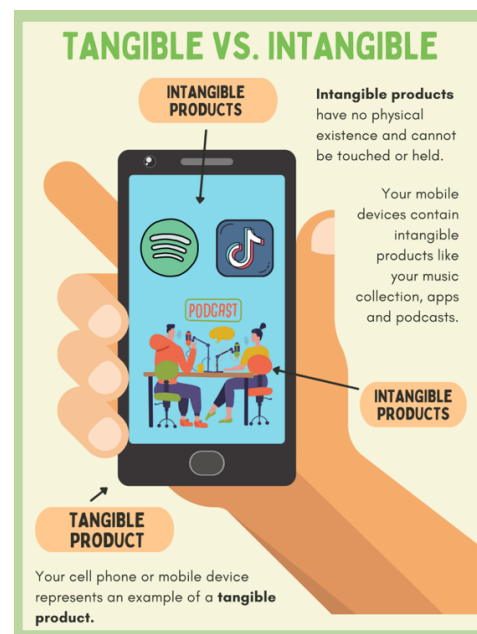 TANGIBLE VS. INTANGIBLE
INTANGIBLE
PRODUCTS
Intangible products
have no physical
existence and cannot
be touched or held.
Your mobile
devices contain
intangible
products like
your music
collection, apps
and podcasts.
PODCAST
INTANGIBLE
PRODUCTS
TANGIBLE
PRODUCT
Your cell phone or mobile device
represents an example of a tangible
product.